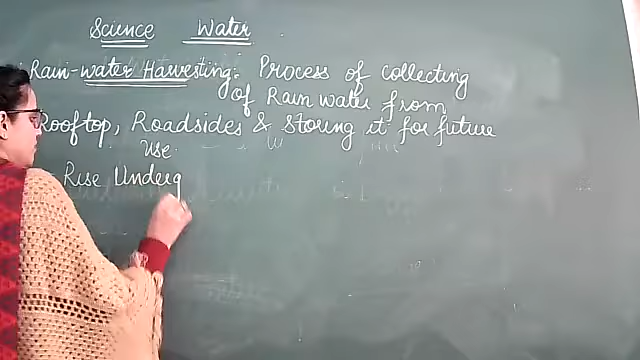 Science Water
Rain-water Harvesting: Process of collecting
of Rain water from
Rooftop, Roadsides & Storing it for future
use.
Rise Underg